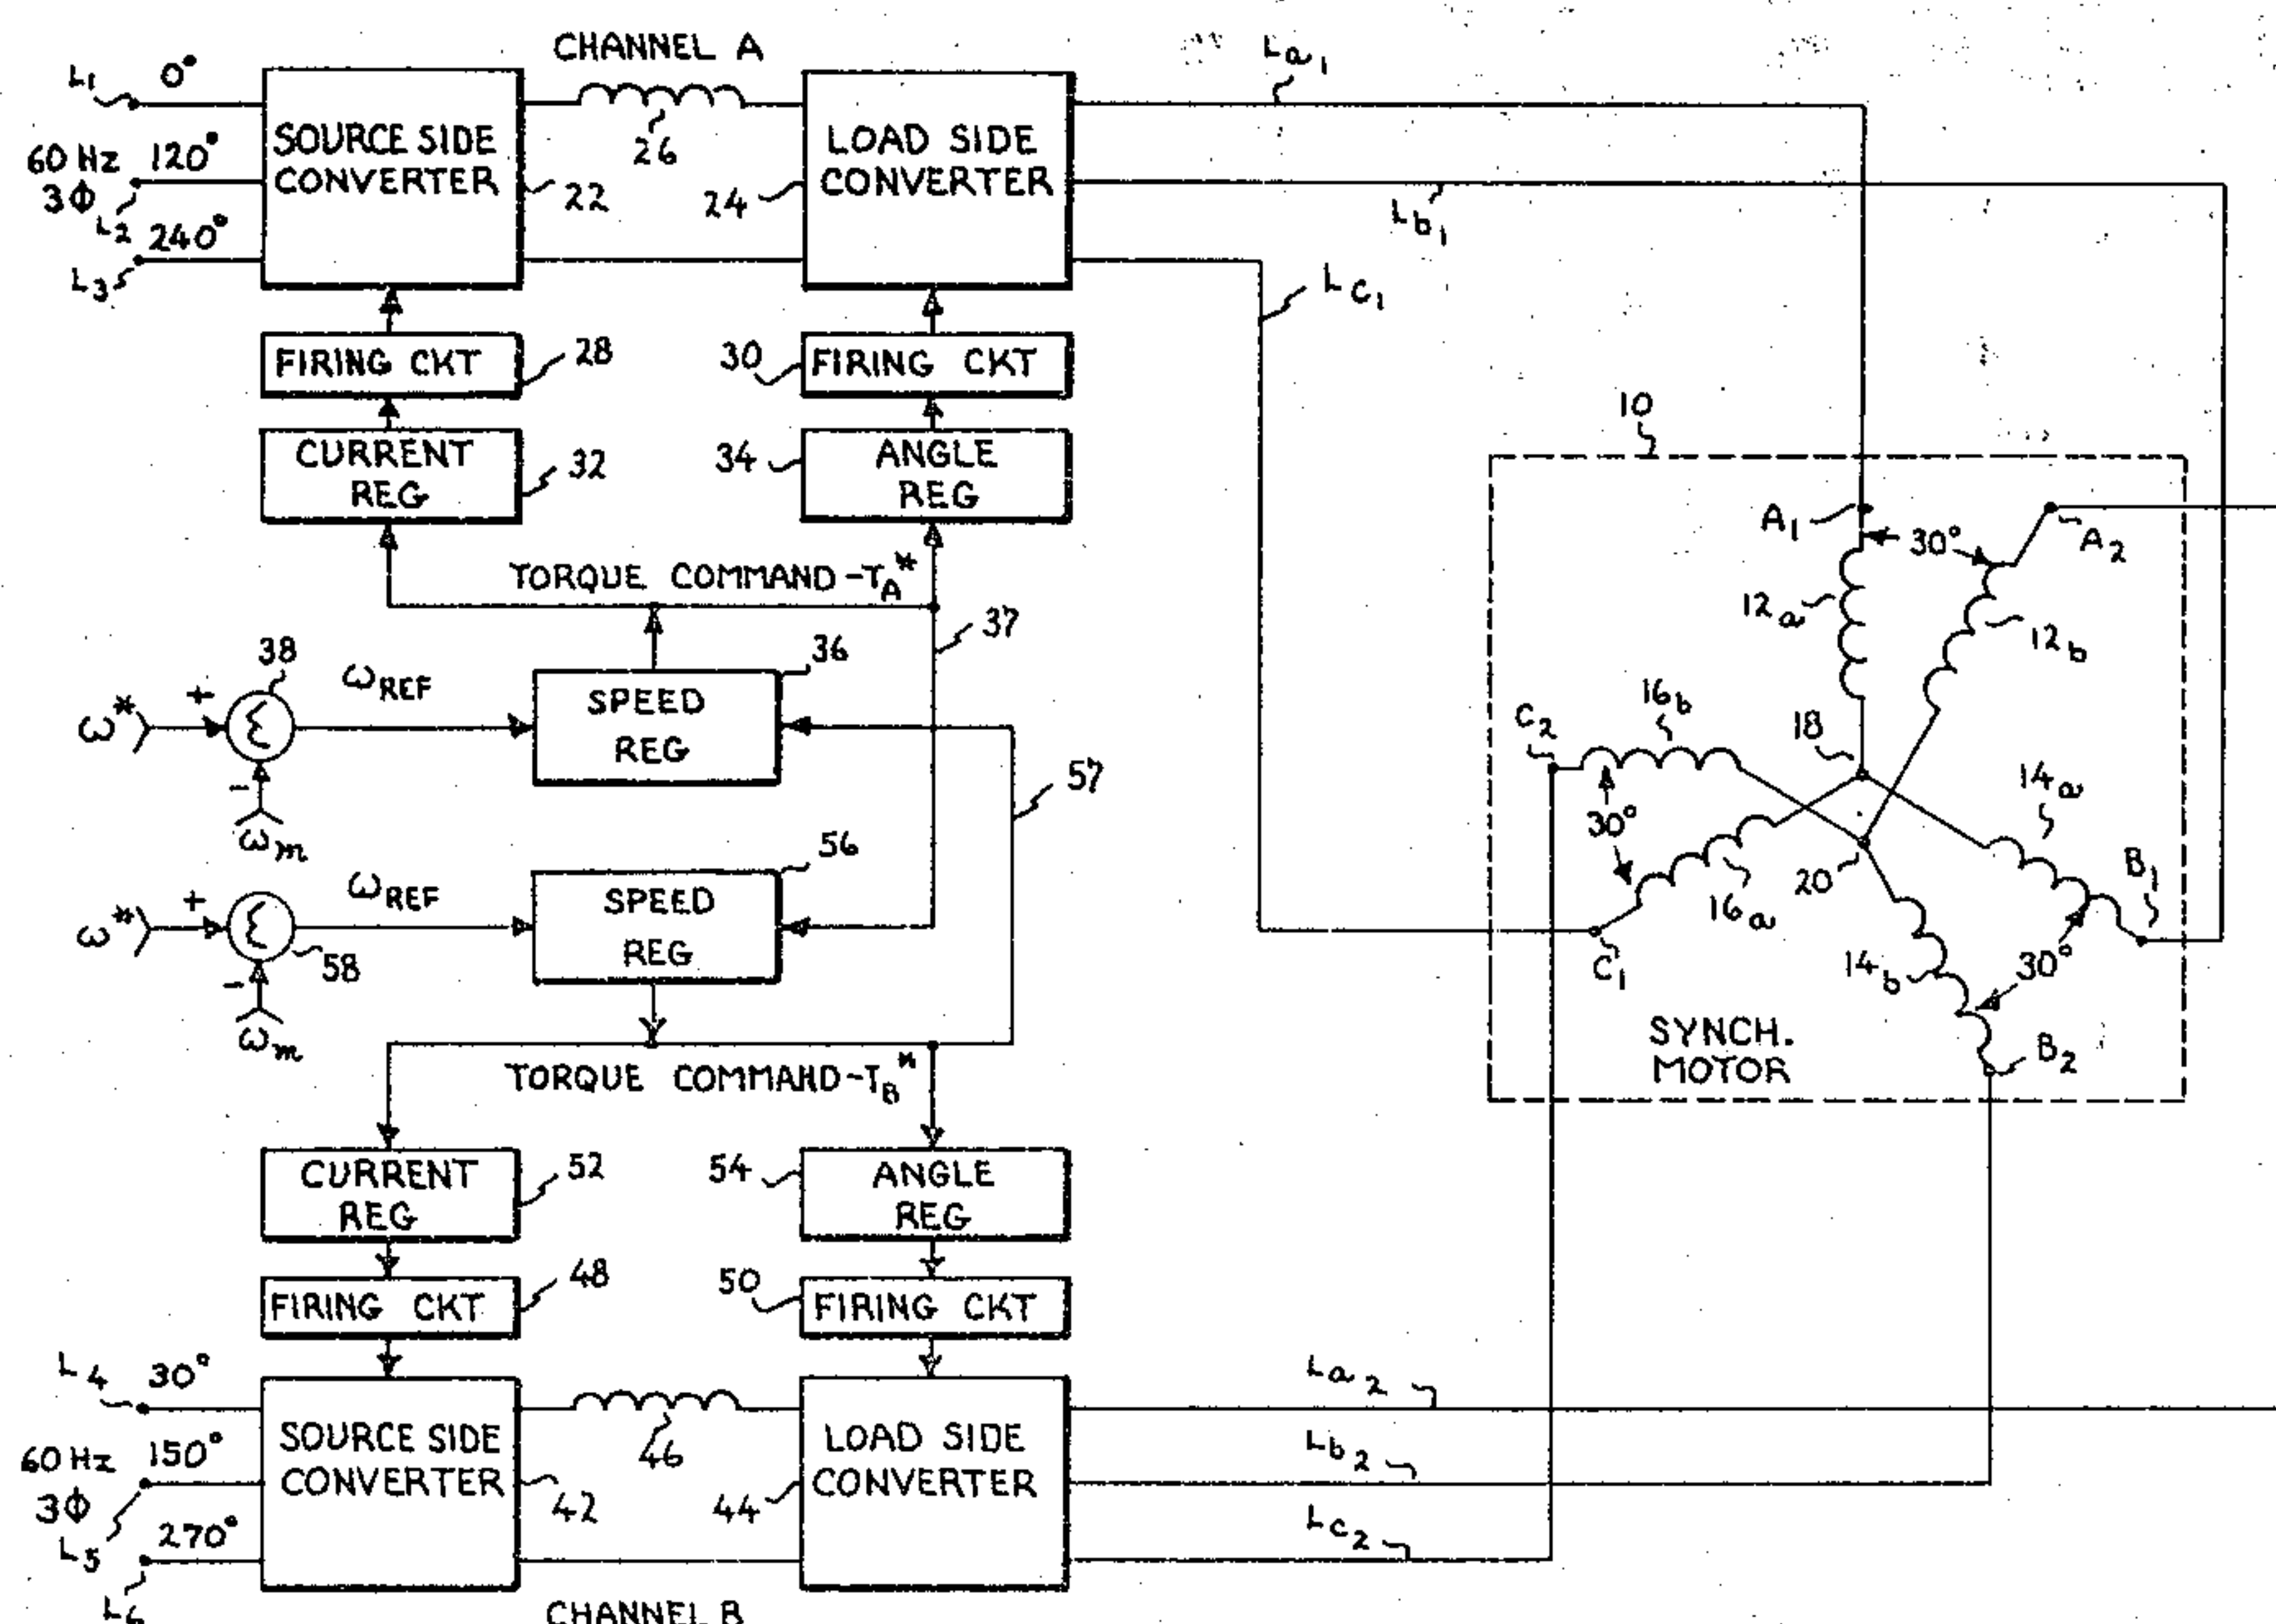 CHANNEL A
L1 0°
60 Hz 120°
3Φ
L2 240°
L3
SOURCE SIDE
CONVERTER
22
26
LOAD SIDE
CONVERTER
24
La1
Lb1
Lc1
FIRING CKT
28
30
FIRING CKT
CURRENT
REG
32
34
ANGLE
REG
TORQUE COMMAND-TA*
37
38
ω*
+
Σ
-
ωm
ωREF
SPEED
REG
36
57
ω*
+
Σ
-
58
ωm
ωREF
SPEED
REG
56
TORQUE COMMAND-TB*
CURRENT
REG
52
54
ANGLE
REG
FIRING CKT
48
50
FIRING CKT
L4 30°
60 Hz 150°
3Φ
L5 270°
L6
SOURCE SIDE
CONVERTER
42
46
LOAD SIDE
CONVERTER
44
La2
Lb2
Lc2
CHANNEL B
10
A1
30°
A2
12a
12b
C2
16b
18
14a
30°
16a
20
B1
C1
14b
30°
B2
SYNCH.
MOTOR